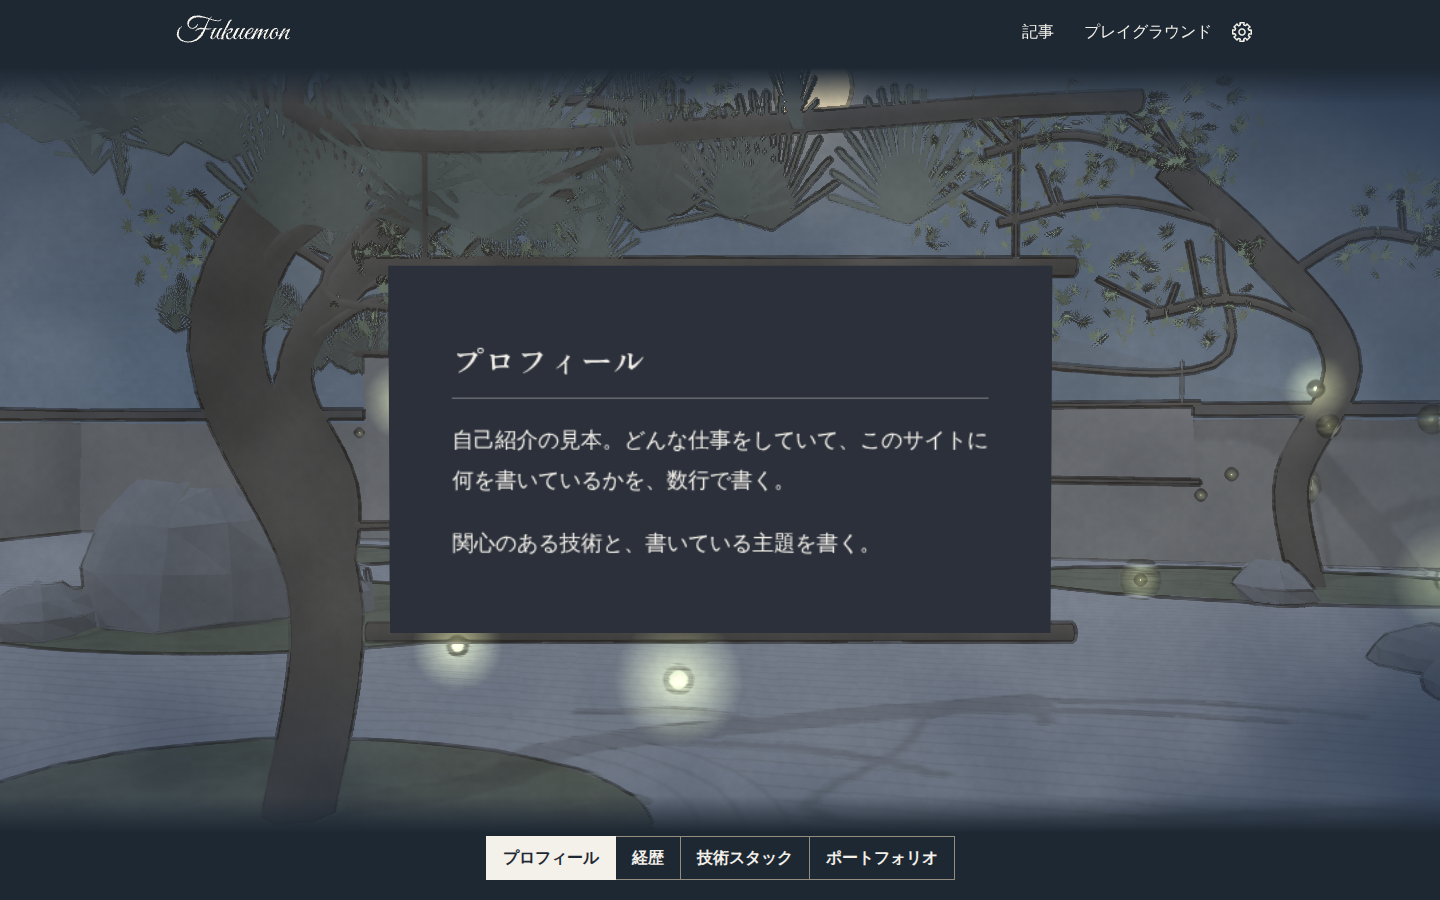 Fukuemon
記事
プレイグラウンド
プロフィール
自己紹介の見本。どんな仕事をしていて、このサイトに
何を書いているかを、数行で書く。
関心のある技術と、書いている主題を書く。
プロフィール
経歴
技術スタック
ポートフォリオ